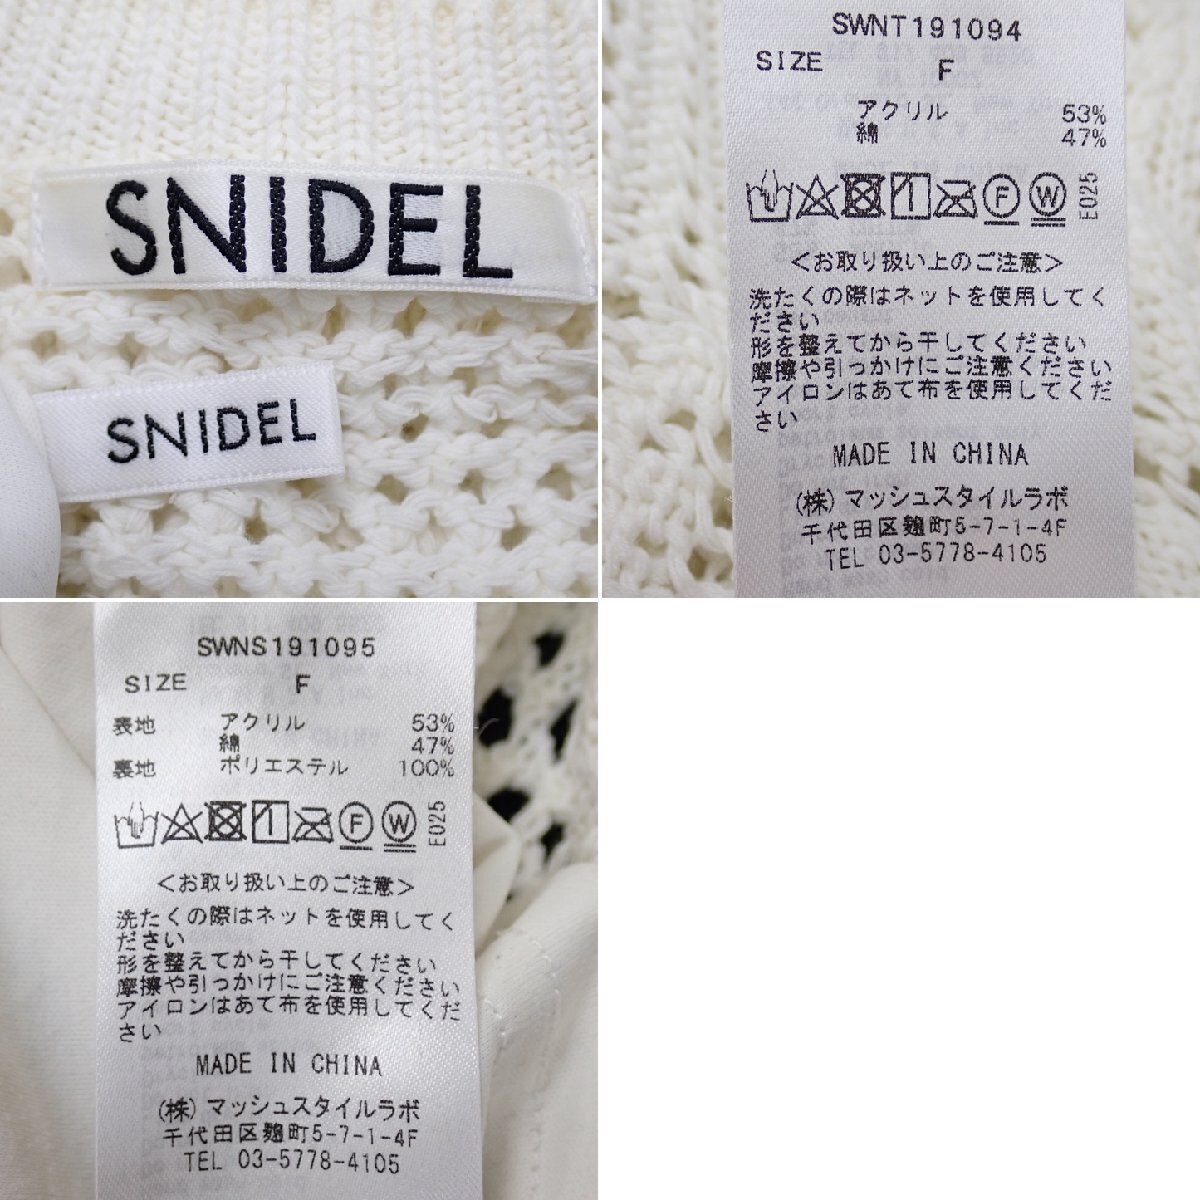 SNIDEL
SNIDEL
SWNT191094
SIZE F
アクリル 53%
綿 47%
F W E025
<お取り扱い上のご注意>
洗たくの際はネットを使用してく
ださい
形を整えてから干してください
摩擦や引っかけにご注意ください
アイロンはあて布を使用してくだ
さい
MADE IN CHINA
(株)マッシュスタイルラボ
千代田区麹町5-7-1-4F
TEL 03-5778-4105
SWNS191095
SIZE F
表地 アクリル 53%
綿 47%
裏地 ポリエステル 100%
F W E025
<お取り扱い上のご注意>
洗たくの際はネットを使用してく
ださい
形を整えてから干してください
摩擦や引っかけにご注意ください
アイロンはあて布を使用してくだ
さい
MADE IN CHINA
(株)マッシュスタイルラボ
千代田区麹町5-7-1-4F
TEL 03-5778-4105